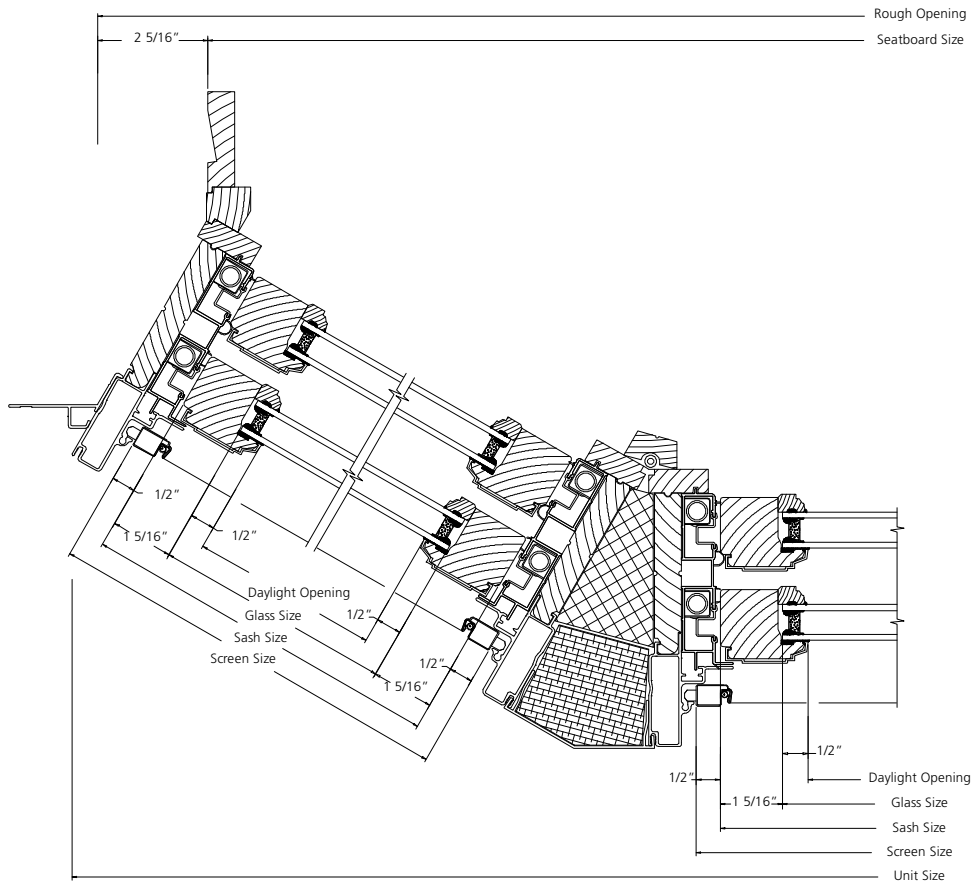 Rough Opening
2 5/16”
Seatboard Size
1/2”
1 5/16”
1/2”
Daylight Opening
Glass Size
1/2”
Sash Size
Screen Size
1/2”
1 5/16”
1/2”
1/2”
Daylight Opening
1 5/16”
Glass Size
Sash Size
Screen Size
Unit Size